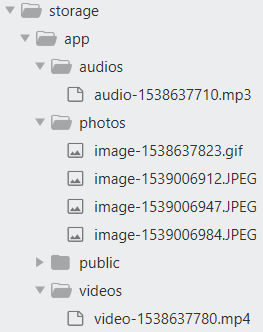 storage
app
audios
audio-1538637710.mp3
photos
image-1538637823.gif
image-1539006912.JPEG
image-1539006947.JPEG
image-1539006984.JPEG
public
videos
video-1538637780.mp4